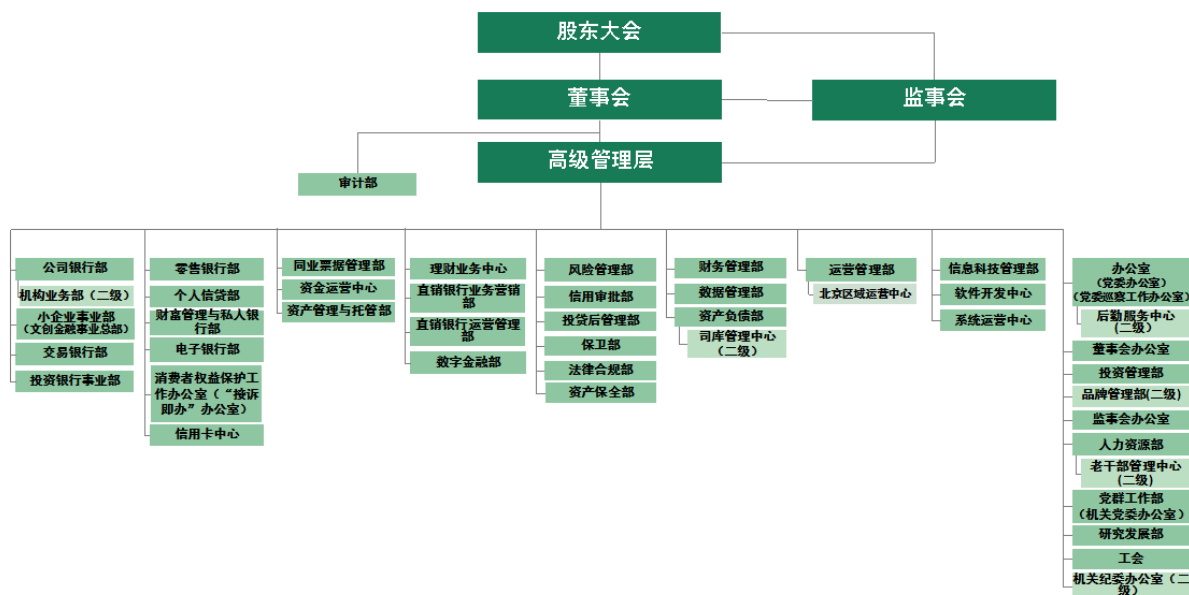 股东大会
董事会
监事会
高级管理层
审计部
公司银行部
机构业务部（二级）
小企业事业部
（文创金融事业总部）
交易银行部
投资银行事业部
零售银行部
个人信贷部
财富管理与私人银
行部
电子银行部
消费者权益保护工
作办公室（“接诉
即办”办公室）
信用卡中心
同业票据管理部
资金运营中心
资产管理与托管部
理财业务中心
直销银行业务营销
部
直销银行运营管理
部
数字金融部
风险管理部
信用审批部
投贷后管理部
保卫部
法律合规部
资产保全部
财务管理部
数据管理部
资产负债部
司库管理中心
（二级）
运营管理部
北京区域运营中心
信息科技管理部
软件开发中心
系统运营中心
办公室
（党委办公室）
（党委巡察工作办公室）
后勤服务中心
（二级）
董事会办公室
投资管理部
品牌管理部(二级)
监事会办公室
人力资源部
老干部管理中心
(二级)
党群工作部
（机关党委办公室）
研究发展部
工会
机关纪委办公室（二
级）